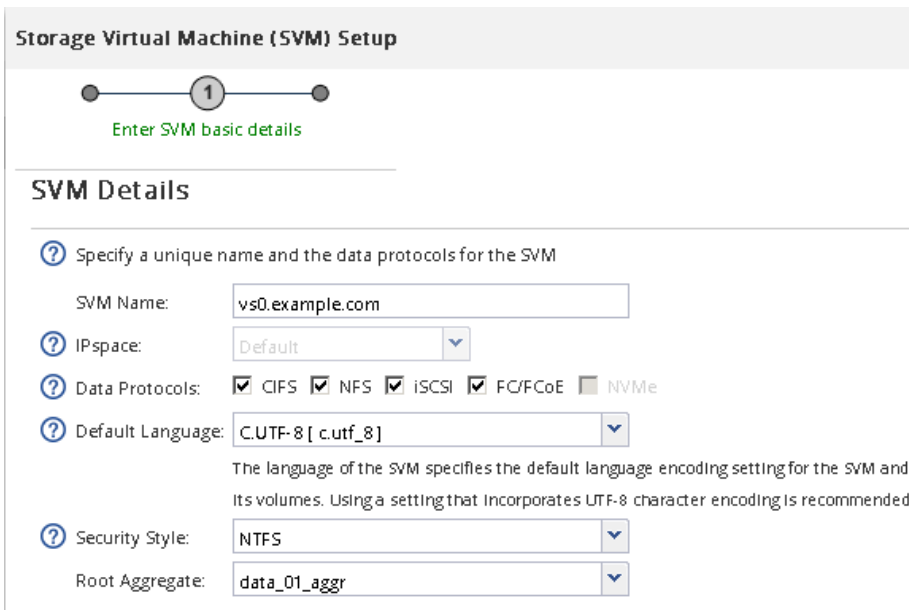 Storage Virtual Machine (SVM) Setup
1
Enter SVM basic details
SVM Details
? Specify a unique name and the data protocols for the SVM
SVM Name: vs0.example.com
? IPspace: Default
? Data Protocols: CIFS NFS iSCSI FC/FCoE NVMe
? Default Language: C.UTF-8 [ c.utf_8 ]
The language of the SVM specifies the default language encoding setting for the SVM and
its volumes. Using a setting that incorporates UTF-8 character encoding is recommended
? Security Style: NTFS
Root Aggregate: data_01_aggr